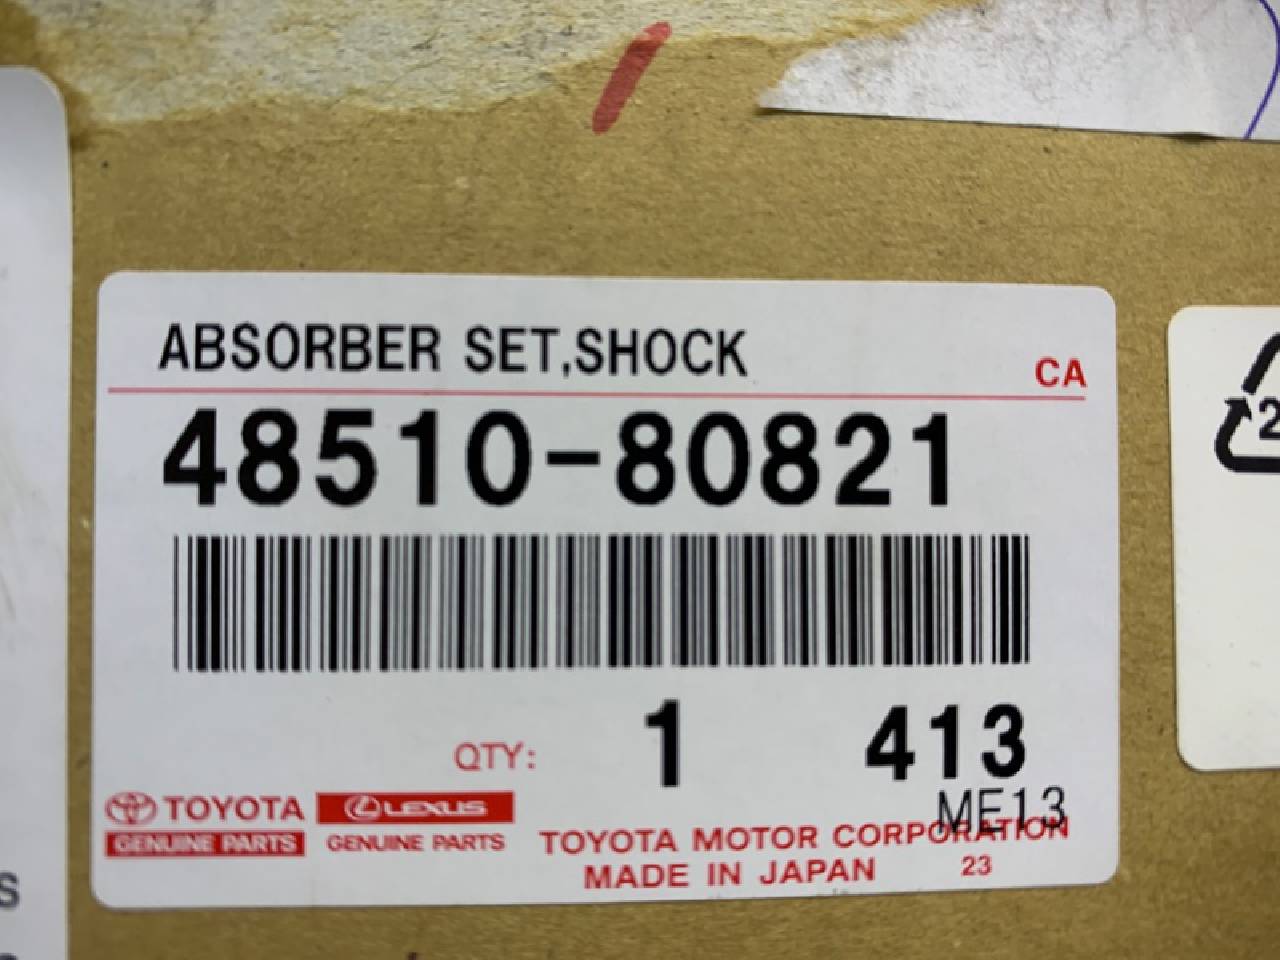 ABSORBER SET,SHOCK
CA
48510-80821
QTY: 1 413
ME13
TOYOTA LEXUS
GENUINE PARTS GENUINE PARTS
TOYOTA MOTOR CORPORATION
MADE IN JAPAN 23
2
S